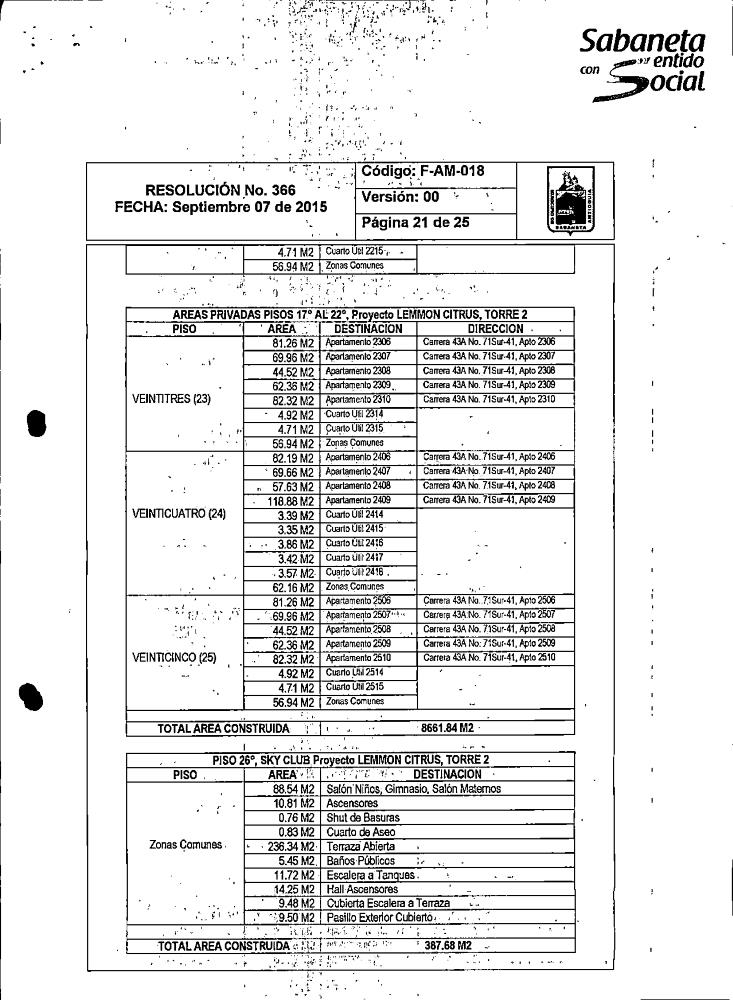 Sabaneta
con Sentido
Social
RESOLUCIÓN No. 366
FECHA: Septiembre 07 de 2015
Código: F-AM-018
Versión: 00
Página 21 de 25
SABANETA
ANTIOQUIA
4.71 M2 Cuarto Útil 2215
56.94 M2 Zonas Comunes
AREAS PRIVADAS PISOS 17° AL 22°, Proyecto LEMMON CITRUS, TORRE 2
PISO AREA DESTINACION DIRECCION
VEINTITRES (23)
81.26 M2 Apartamento 2306 Carrera 43A No. 71Sur-41, Apto 2306
69.96 M2 Apartamento 2307 Carrera 43A No. 71Sur-41, Apto 2307
44.52 M2 Apartamento 2308 Carrera 43A No. 71Sur-41, Apto 2308
62.36 M2 Apartamento 2309 Carrera 43A No. 71Sur-41, Apto 2309
82.32 M2 Apartamento 2310 Carrera 43A No. 71Sur-41, Apto 2310
4.92 M2 Cuarto Útil 2314
4.71 M2 Cuarto Útil 2315
56.94 M2 Zonas Comunes
VEINTICUATRO (24)
82.19 M2 Apartamento 2406 Carrera 43A No. 71Sur-41, Apto 2406
69.66 M2 Apartamento 2407 Carrera 43A No. 71Sur-41, Apto 2407
57.63 M2 Apartamento 2408 Carrera 43A No. 71Sur-41, Apto 2408
118.88 M2 Apartamento 2409 Carrera 43A No. 71Sur-41, Apto 2409
3.39 M2 Cuarto Útil 2414
3.35 M2 Cuarto Útil 2415
3.86 M2 Cuarto Útil 2416
3.42 M2 Cuarto Útil 2417
3.57 M2 Cuarto Útil 2418
62.16 M2 Zonas Comunes
VEINTICINCO (25)
81.26 M2 Apartamento 2506 Carrera 43A No. 71Sur-41, Apto 2506
69.96 M2 Apartamento 2507 Carrera 43A No. 71Sur-41, Apto 2507
44.52 M2 Apartamento 2508 Carrera 43A No. 71Sur-41, Apto 2508
62.36 M2 Apartamento 2509 Carrera 43A No. 71Sur-41, Apto 2509
82.32 M2 Apartamento 2510 Carrera 43A No. 71Sur-41, Apto 2510
4.92 M2 Cuarto Útil 2514
4.71 M2 Cuarto Útil 2515
56.94 M2 Zonas Comunes
TOTAL AREA CONSTRUIDA 8661.84 M2
PISO 26°, SKY CLUB Proyecto LEMMON CITRUS, TORRE 2
PISO AREA DESTINACION
Zonas Comunes
88.54 M2 Salón Niños, Gimnasio, Salón Maternos
10.81 M2 Ascensores
0.76 M2 Shut de Basuras
0.83 M2 Cuarto de Aseo
236.34 M2 Terraza Abierta
5.45 M2 Baños Públicos
11.72 M2 Escalera a Tanques
14.25 M2 Hall Ascensores
9.48 M2 Cubierta Escalera a Terraza
9.50 M2 Pasillo Exterior Cubierto
TOTAL AREA CONSTRUIDA 387.68 M2